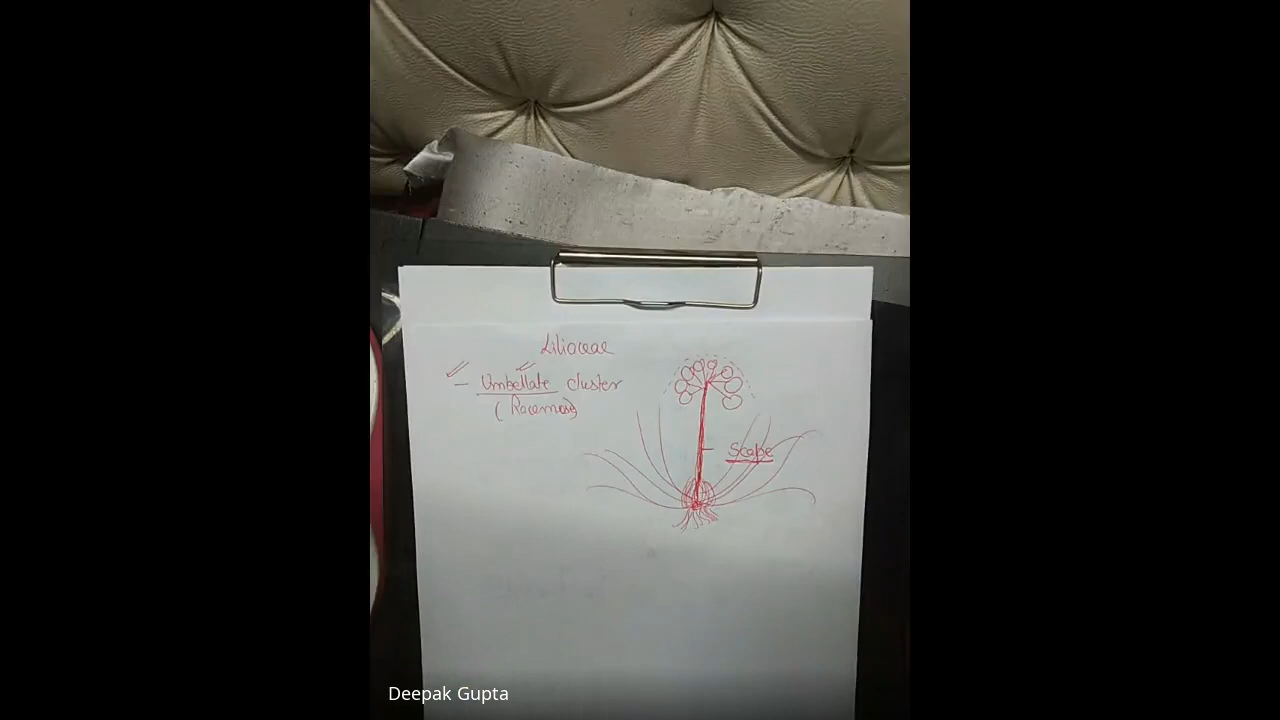 Liliaceae
– Umbellate cluster
(Racemose)
Scape
Deepak Gupta